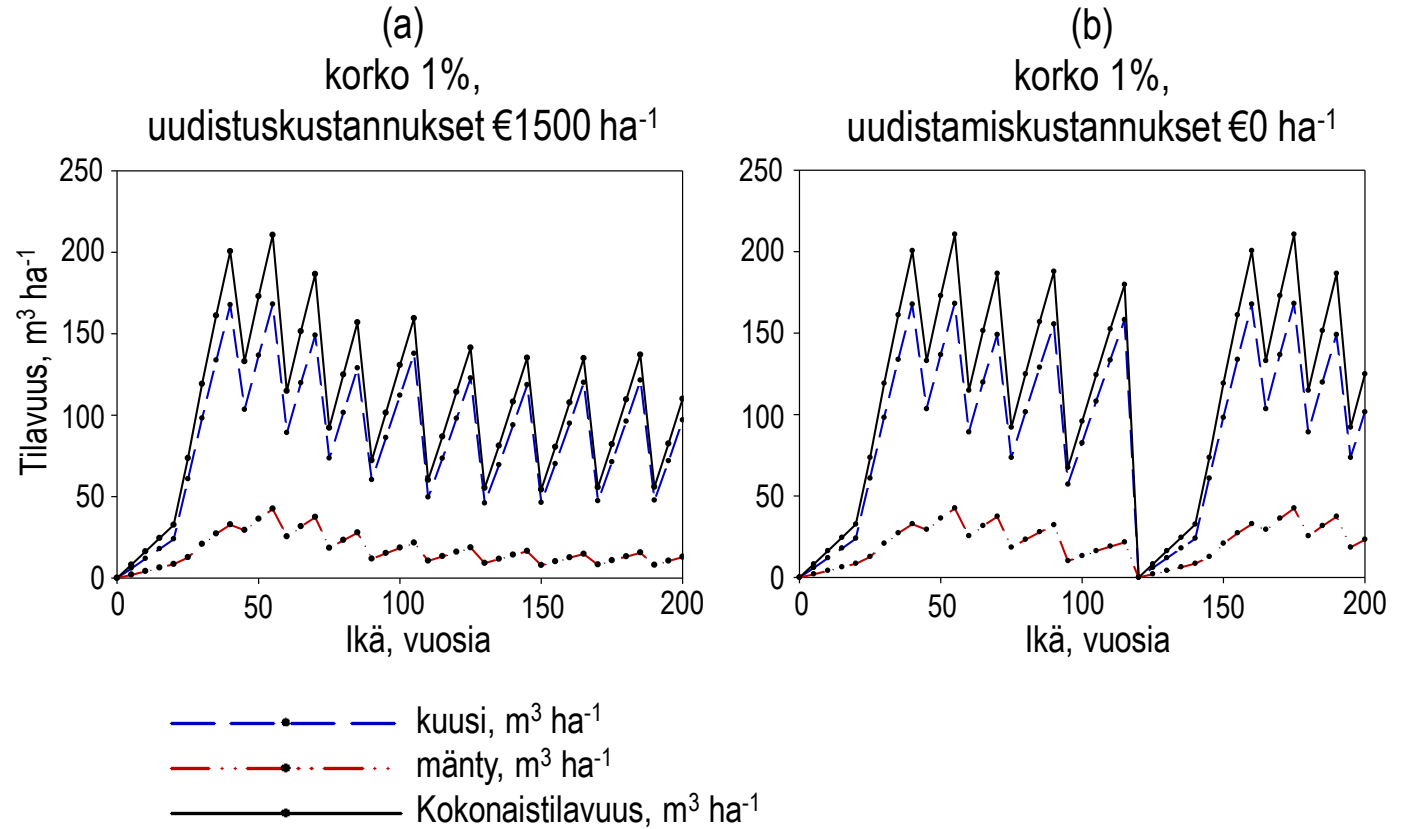 (a)
korko 1%,
uudistuskustannukset €1500 ha⁻¹
250
200
150
100
50
0
Tilavuus, m³ ha⁻¹
0 50 100 150 200
Ikä, vuosia
(b)
korko 1%,
uudistamiskustannukset €0 ha⁻¹
250
200
150
100
50
0
0 50 100 150 200
Ikä, vuosia
kuusi, m³ ha⁻¹
mänty, m³ ha⁻¹
Kokonaistilavuus, m³ ha⁻¹